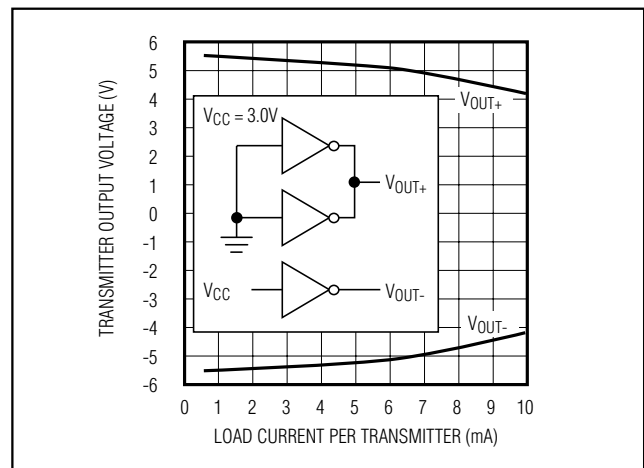 TRANSMITTER OUTPUT VOLTAGE (V)
6
5
4
3
2
1
0
-1
-2
-3
-4
-5
-6
VOUT+
VCC = 3.0V
VOUT+
VCC
VOUT-
VOUT-
0 1 2 3 4 5 6 7 8 9 10
LOAD CURRENT PER TRANSMITTER (mA)